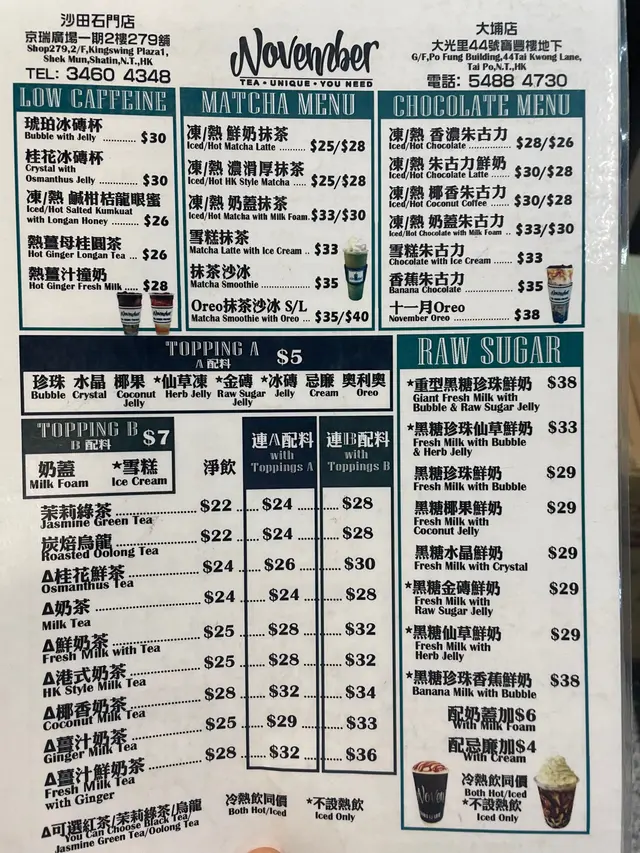 沙田石門店
京瑞廣場一期2樓279舖
Shop279,2/F,Kingswing Plaza1,
Shek Mun,Shatin,N.T.,HK
TEL: 3460 4348
November
TEA • UNIQUE • YOU NEED
大埔店
大光里44號寶豐樓地下
G/F,Po Fung Building,44Tai Kwong Lane,
Tai Po,N.T.,HK
電話: 5488 4730
LOW CAFFEINE
琥珀冰磚杯
Bubble with Jelly ........... $30
桂花冰磚杯
Crystal with
Osmanthus Jelly ........... $30
凍/熱 鹹柑桔龍眼蜜
Iced/Hot Salted Kumkuat
with Longan Honey ......... $26
熱薑母桂圓茶
Hot Ginger Longan Tea .. $26
熱薑汁撞奶
Hot Ginger Fresh Milk .... $28
MATCHA MENU
凍/熱 鮮奶抹茶
Iced/Hot Matcha Latte ........ $25/$28
凍/熱 濃滑厚抹茶
Iced/Hot HK Style Matcha ..... $25/$28
凍/熱 奶蓋抹茶
Iced/Hot Matcha with Milk Foam. $33/$30
雪糕抹茶
Matcha Latte with Ice Cream .. $33
抹茶沙冰
Matcha Smoothie ................ $35
Oreo抹茶沙冰 S/L
Matcha Smoothie with Oreo ... $35/$40
CHOCOLATE MENU
凍/熱 香濃朱古力
Iced/Hot Chocolate ............ $28/$26
凍/熱 朱古力鮮奶
Iced/Hot Chocolate Latte ...... $30/$28
凍/熱 椰香朱古力
Iced/Hot Coconut Coffee ....... $30/$28
凍/熱 奶蓋朱古力
Iced/Hot Chocolate with Milk Foam .. $33/$30
雪糕朱古力
Chocolate with Ice Cream .. $33
香蕉朱古力
Banana Chocolate ............. $35
十一月Oreo
November Oreo ................ $38
TOPPING A
A 配料
$5
珍珠 水晶 椰果 *仙草凍 *金磚 *冰磚 忌廉 奧利奧
Bubble Crystal Coconut Jelly Herb Jelly Raw Sugar Jelly Jelly Cream Oreo
TOPPING B
B 配料
$7
奶蓋 *雪糕
Milk Foam Ice Cream
淨飲
連A配料
with
Toppings A
連B配料
with
Toppings B
茉莉綠茶 $22 $24 $28
Jasmine Green Tea
炭焙烏龍 $22 $24 $28
Roasted Oolong Tea
Δ桂花鮮茶 $24 $26 $30
Osmanthus Tea
Δ奶茶 $24 $24 $28
Milk Tea
Δ鮮奶茶 $25 $28 $32
Fresh Milk with Tea
Δ港式奶茶 $25 $28 $32
HK Style Milk Tea
Δ椰香奶茶 $28 $32 $34
Coconut Milk Tea
Δ薑汁奶茶 $25 $29 $33
Ginger Milk Tea
Δ薑汁鮮奶茶 $28 $32 $36
Fresh Milk Tea
with Ginger
Δ可選紅茶/茉莉綠茶/烏龍
You Can Choose Black Tea/
Jasmine Green Tea/Oolong Tea
冷熱飲同價
Both Hot/Iced
*不設熱飲
Iced Only
RAW SUGAR
*重型黑糖珍珠鮮奶 $38
Giant Fresh Milk with
Bubble & Raw Sugar Jelly
*黑糖珍珠仙草鮮奶 $33
Fresh Milk with Bubble
& Herb Jelly
黑糖珍珠鮮奶 $29
Fresh Milk with Bubble
黑糖椰果鮮奶 $29
Fresh Milk with
Coconut Jelly
黑糖水晶鮮奶 $29
Fresh Milk with Crystal
*黑糖金磚鮮奶 $29
Fresh Milk with
Raw Sugar Jelly
*黑糖仙草鮮奶 $29
Fresh Milk with
Herb Jelly
*黑糖珍珠香蕉鮮奶 $38
Banana Milk with Bubble
配奶蓋加$6
With Milk Foam
配忌廉加$4
With Cream
冷熱飲同價
Both Hot/Iced
*不設熱飲
Iced Only